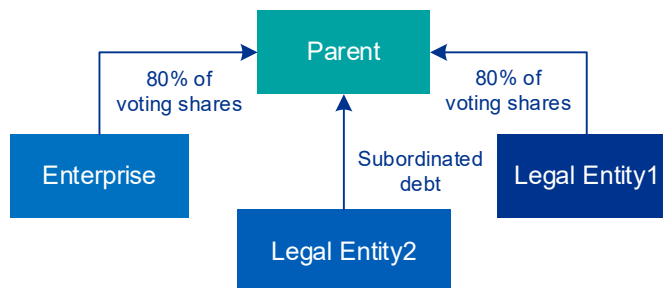 Parent
80% of
voting shares
80% of
voting shares
Enterprise
Subordinated
debt
Legal Entity1
Legal Entity2